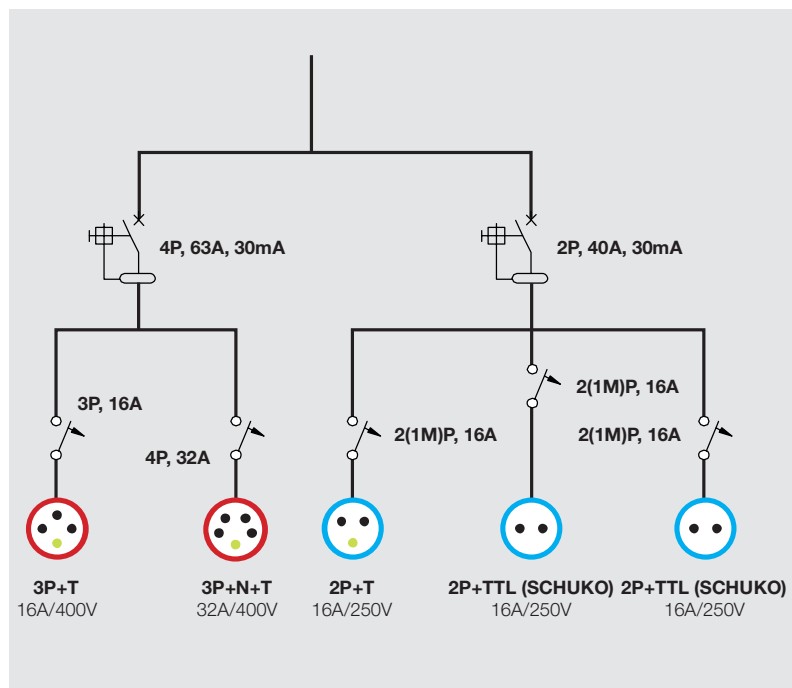 4P, 63A, 30mA
2P, 40A, 30mA
3P, 16A
4P, 32A
2(1M)P, 16A
2(1M)P, 16A
2(1M)P, 16A
3P+T
16A/400V
3P+N+T
32A/400V
2P+T
16A/250V
2P+TTL (SCHUKO)
16A/250V
2P+TTL (SCHUKO)
16A/250V